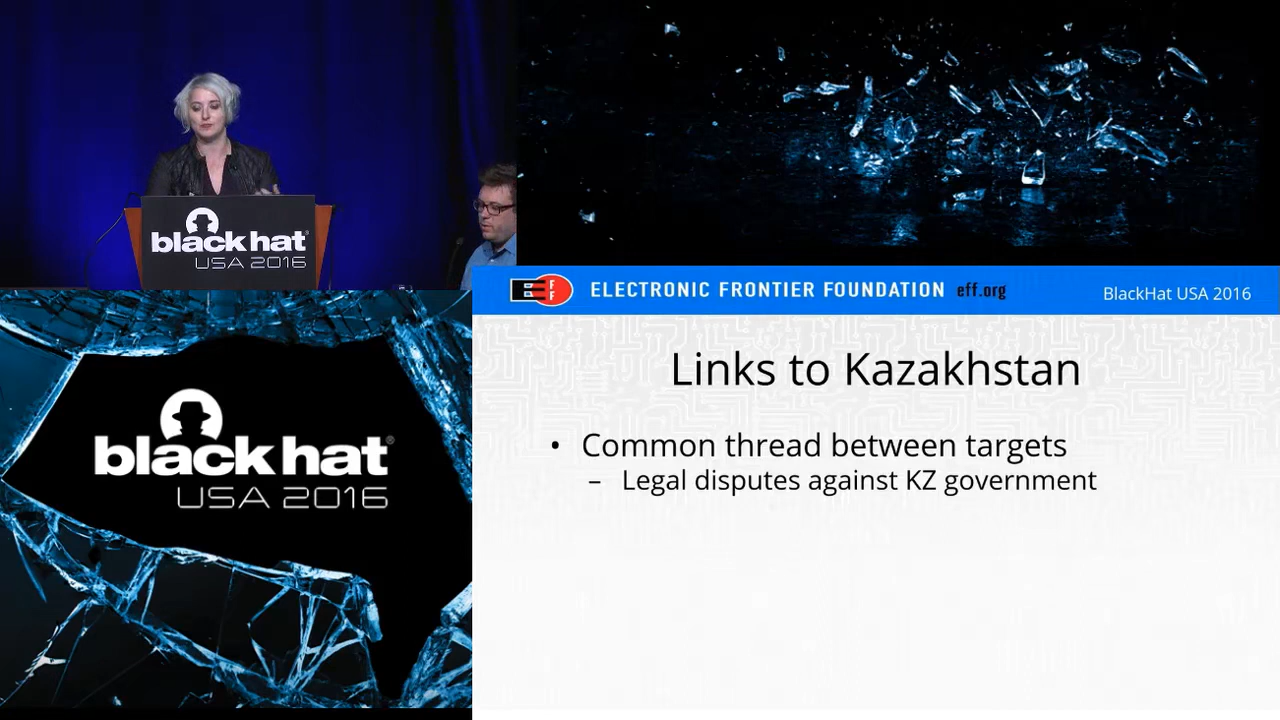 black hat
USA 2016
EFF
ELECTRONIC FRONTIER FOUNDATION eff.org
BlackHat USA 2016
Links to Kazakhstan
• Common thread between targets
– Legal disputes against KZ government
black hat®
USA 2016